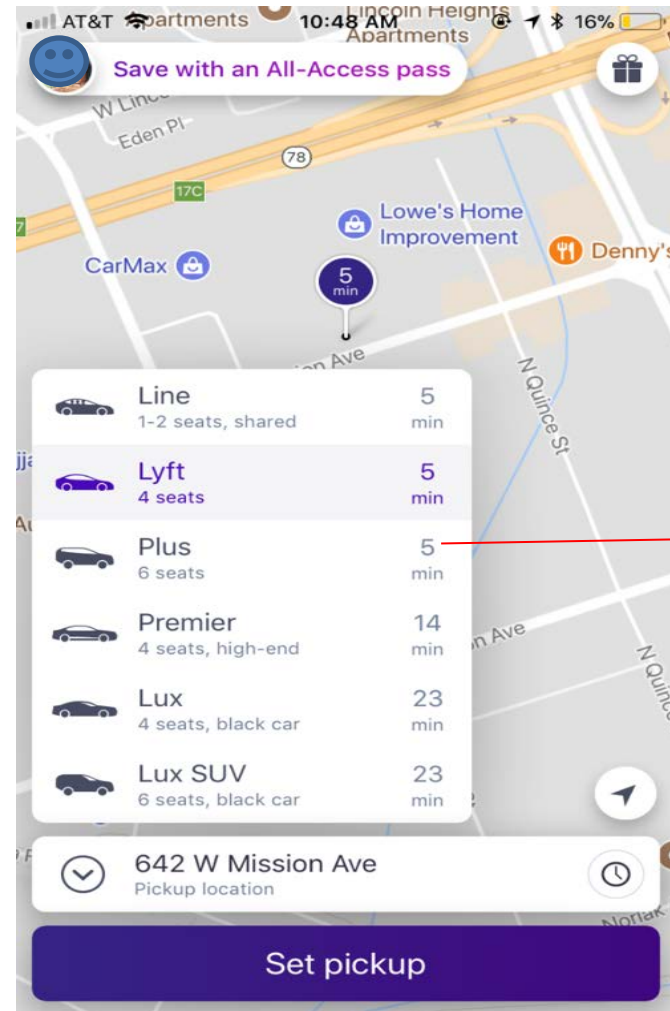 AT&T 10:48 AM 16%
Apartments
Lincoln Heights
Apartments
Save with an All-Access pass
Eden Pl
78
17C
7
Lowe's Home
Improvement
CarMax
Denny's
5
min
Ave
N Quince St
Line 5
1-2 seats, shared min
Lyft 5
4 seats min
Plus 5
6 seats min
Premier 14
4 seats, high-end min
n Ave
Lux 23
4 seats, black car min
Lux SUV 23
6 seats, black car min
642 W Mission Ave
Pickup location
Set pickup